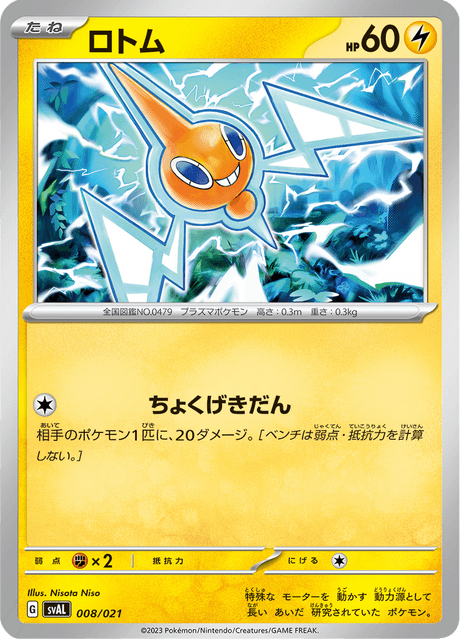 たね
ロトム
HP60
全国図鑑NO.0479 プラズマポケモン 高さ：0.3m 重さ：0.3kg
ちょくげきだん
相手のポケモン1匹に、20ダメージ。［ベンチは弱点・抵抗力を計算
しない。］
弱点 ×2 抵抗力 にげる
Illus. Nisota Niso
G svAL 008/021
特殊な モーターを 動かす 動力源として
長い あいだ 研究されていた ポケモン。
©2023 Pokémon/Nintendo/Creatures/GAME FREAK.